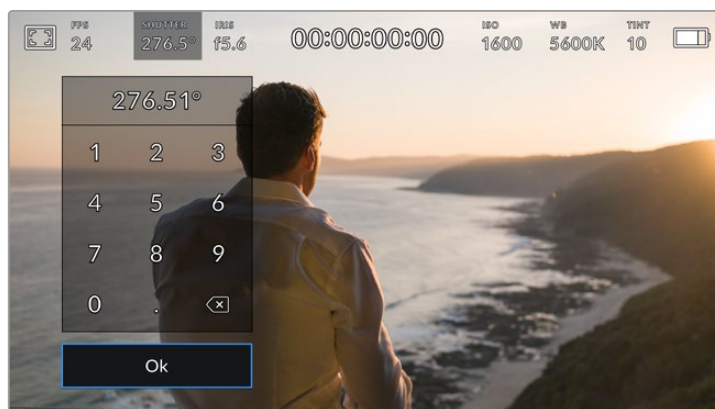 FPS SHUTTER IRIS ISO WB TINT
24 276.5° f5.6 00:00:00:00 1600 5600K 10
276.51°
1 2 3
4 5 6
7 8 9
0 .
Ok